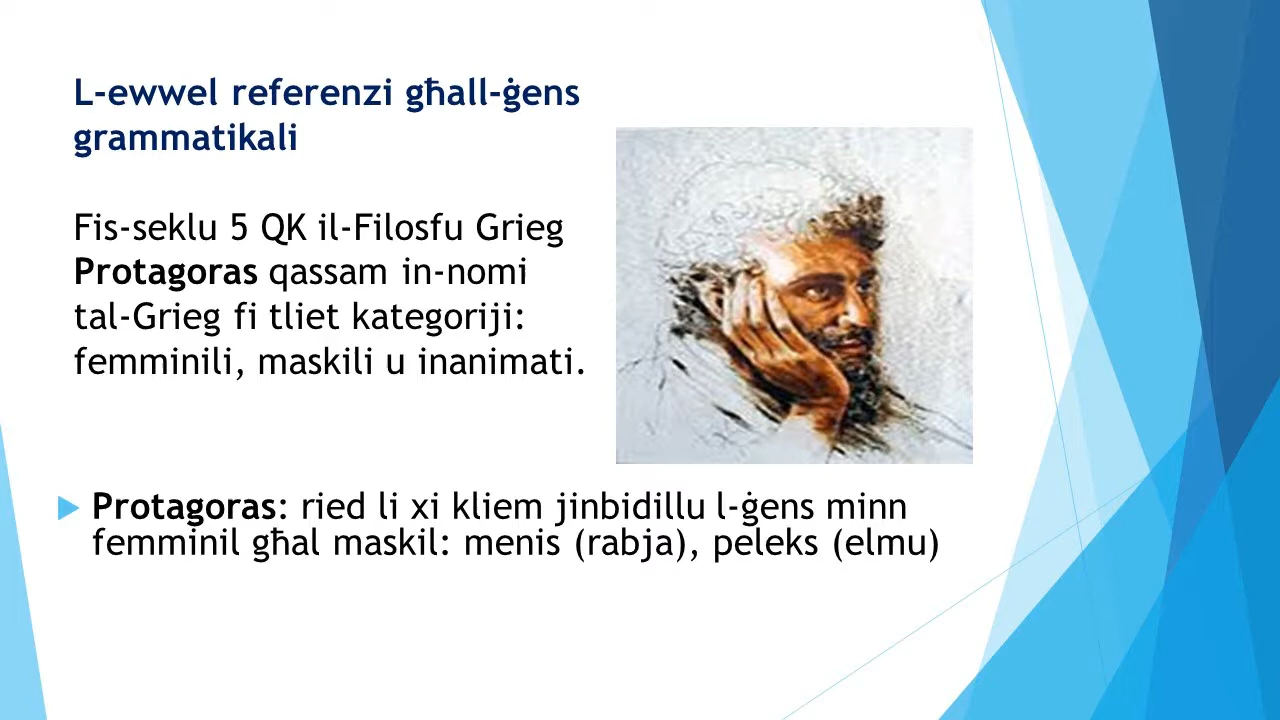 L-ewwel referenzi għall-ġens
grammatikali
Fis-seklu 5 QK il-Filosfu Grieg
Protagoras qassam in-nomi
tal-Grieg fi tliet kategoriji:
femminili, maskili u inanimati.
Protagoras: ried li xi kliem jinbidillu l-ġens minn
femminil għal maskil: menis (rabja), peleks (elmu)